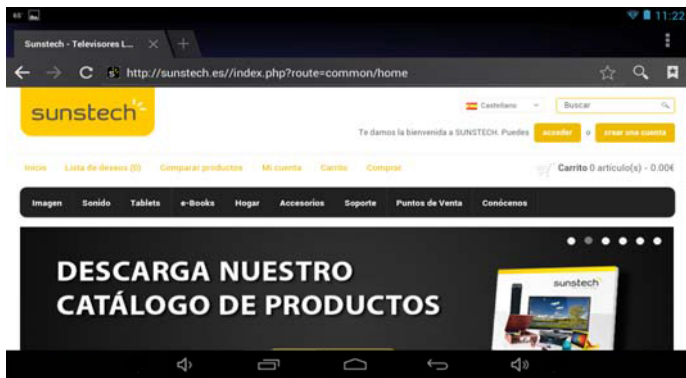 65°
11:22
Sunstech - Televisores L...
http://sunstech.es//index.php?route=common/home
sunstech
Castellano
Buscar
Te damos la bienvenida a SUNSTECH. Puedes acceder o crear una cuenta
Inicio Lista de deseos (0) Comparar productos Mi cuenta Carrito Comprar
Carrito 0 artículo(s) - 0.00€
Imagen Sonido Tablets e-Books Hogar Accesorios Soporte Puntos de Venta Conócenos
DESCARGA NUESTRO
CATÁLOGO DE PRODUCTOS
sunstech